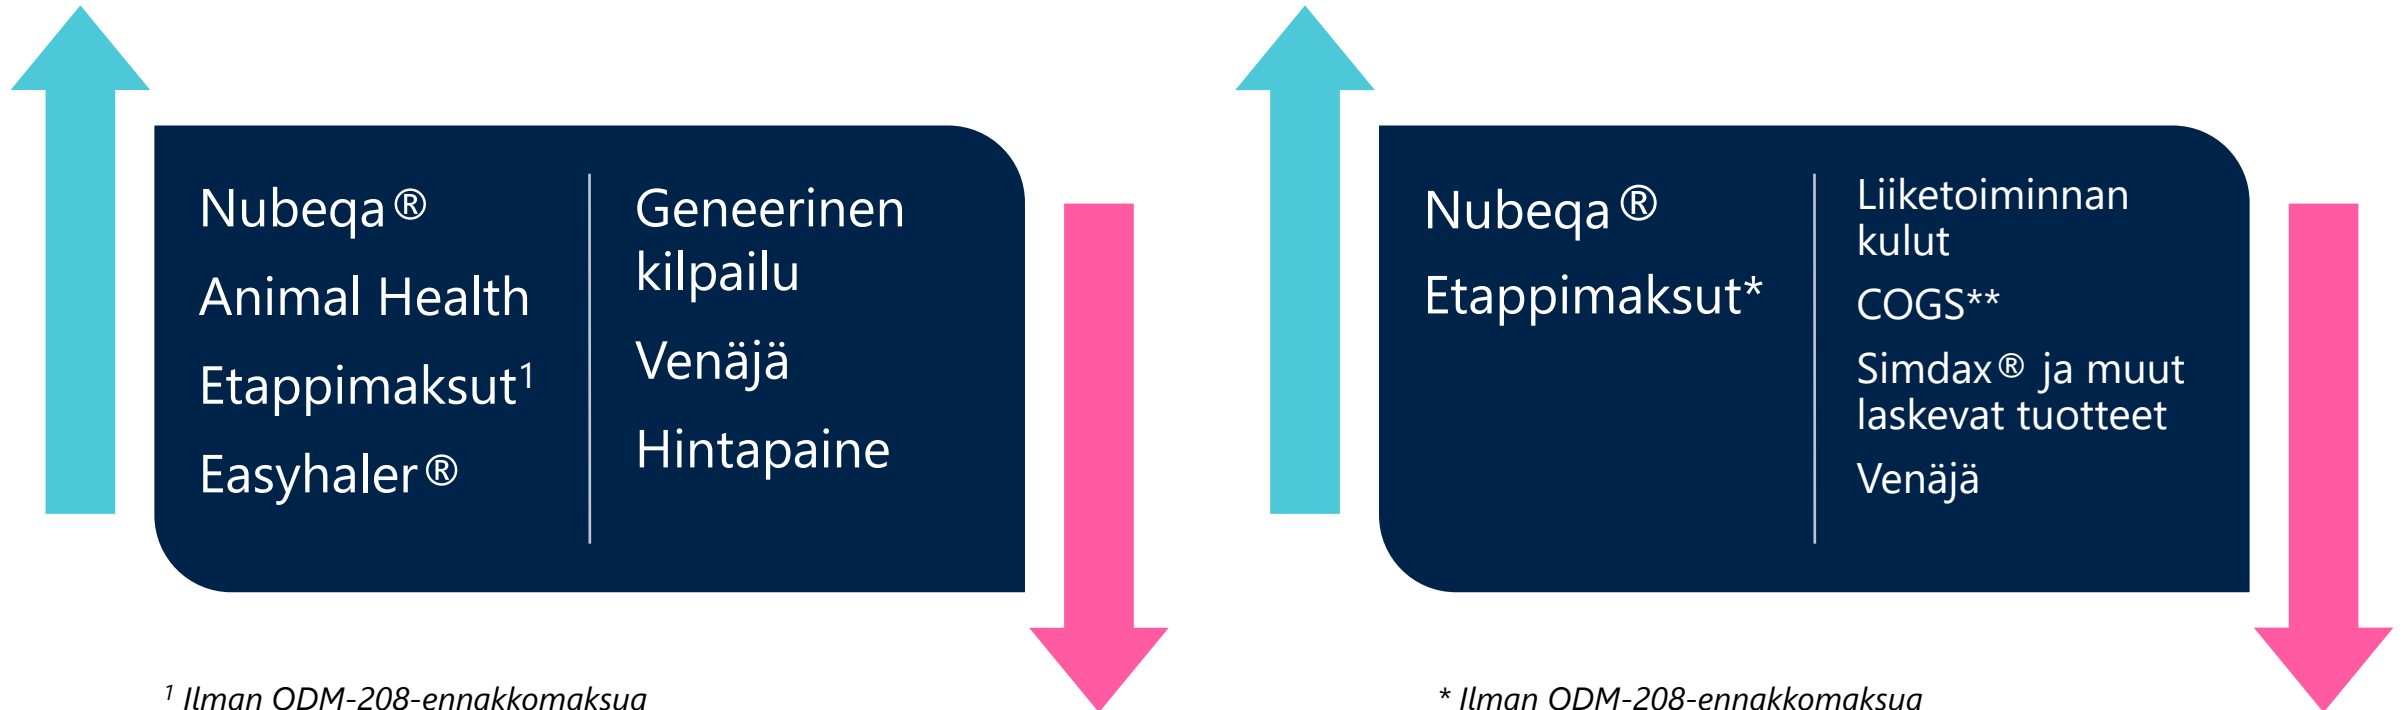 Nubeqa®
Animal Health
Etappimaksut¹
Easyhaler®
Geneerinen
kilpailu
Venäjä
Hintapaine
¹ Ilman ODM-208-ennakkomaksua
Nubeqa®
Etappimaksut*
Liiketoiminnan
kulut
COGS**
Simdax® ja muut
laskevat tuotteet
Venäjä
* Ilman ODM-208-ennakkomaksua